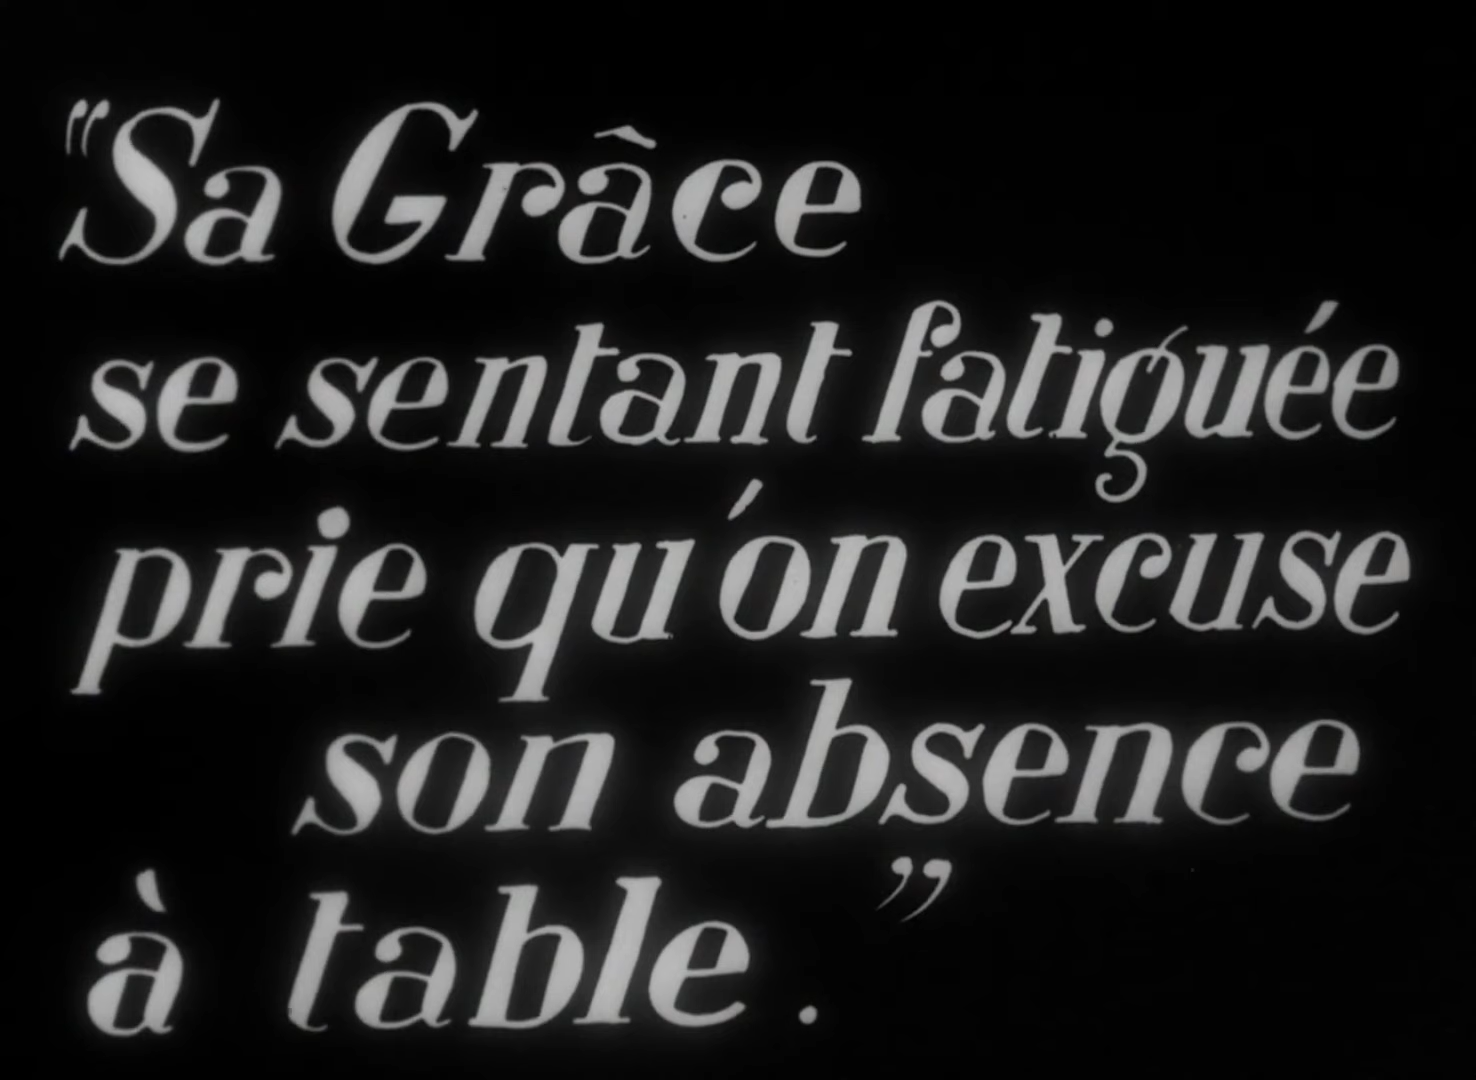 “Sa Grâce
se sentant fatiguée
prie qu'on excuse
son absence
à table.”